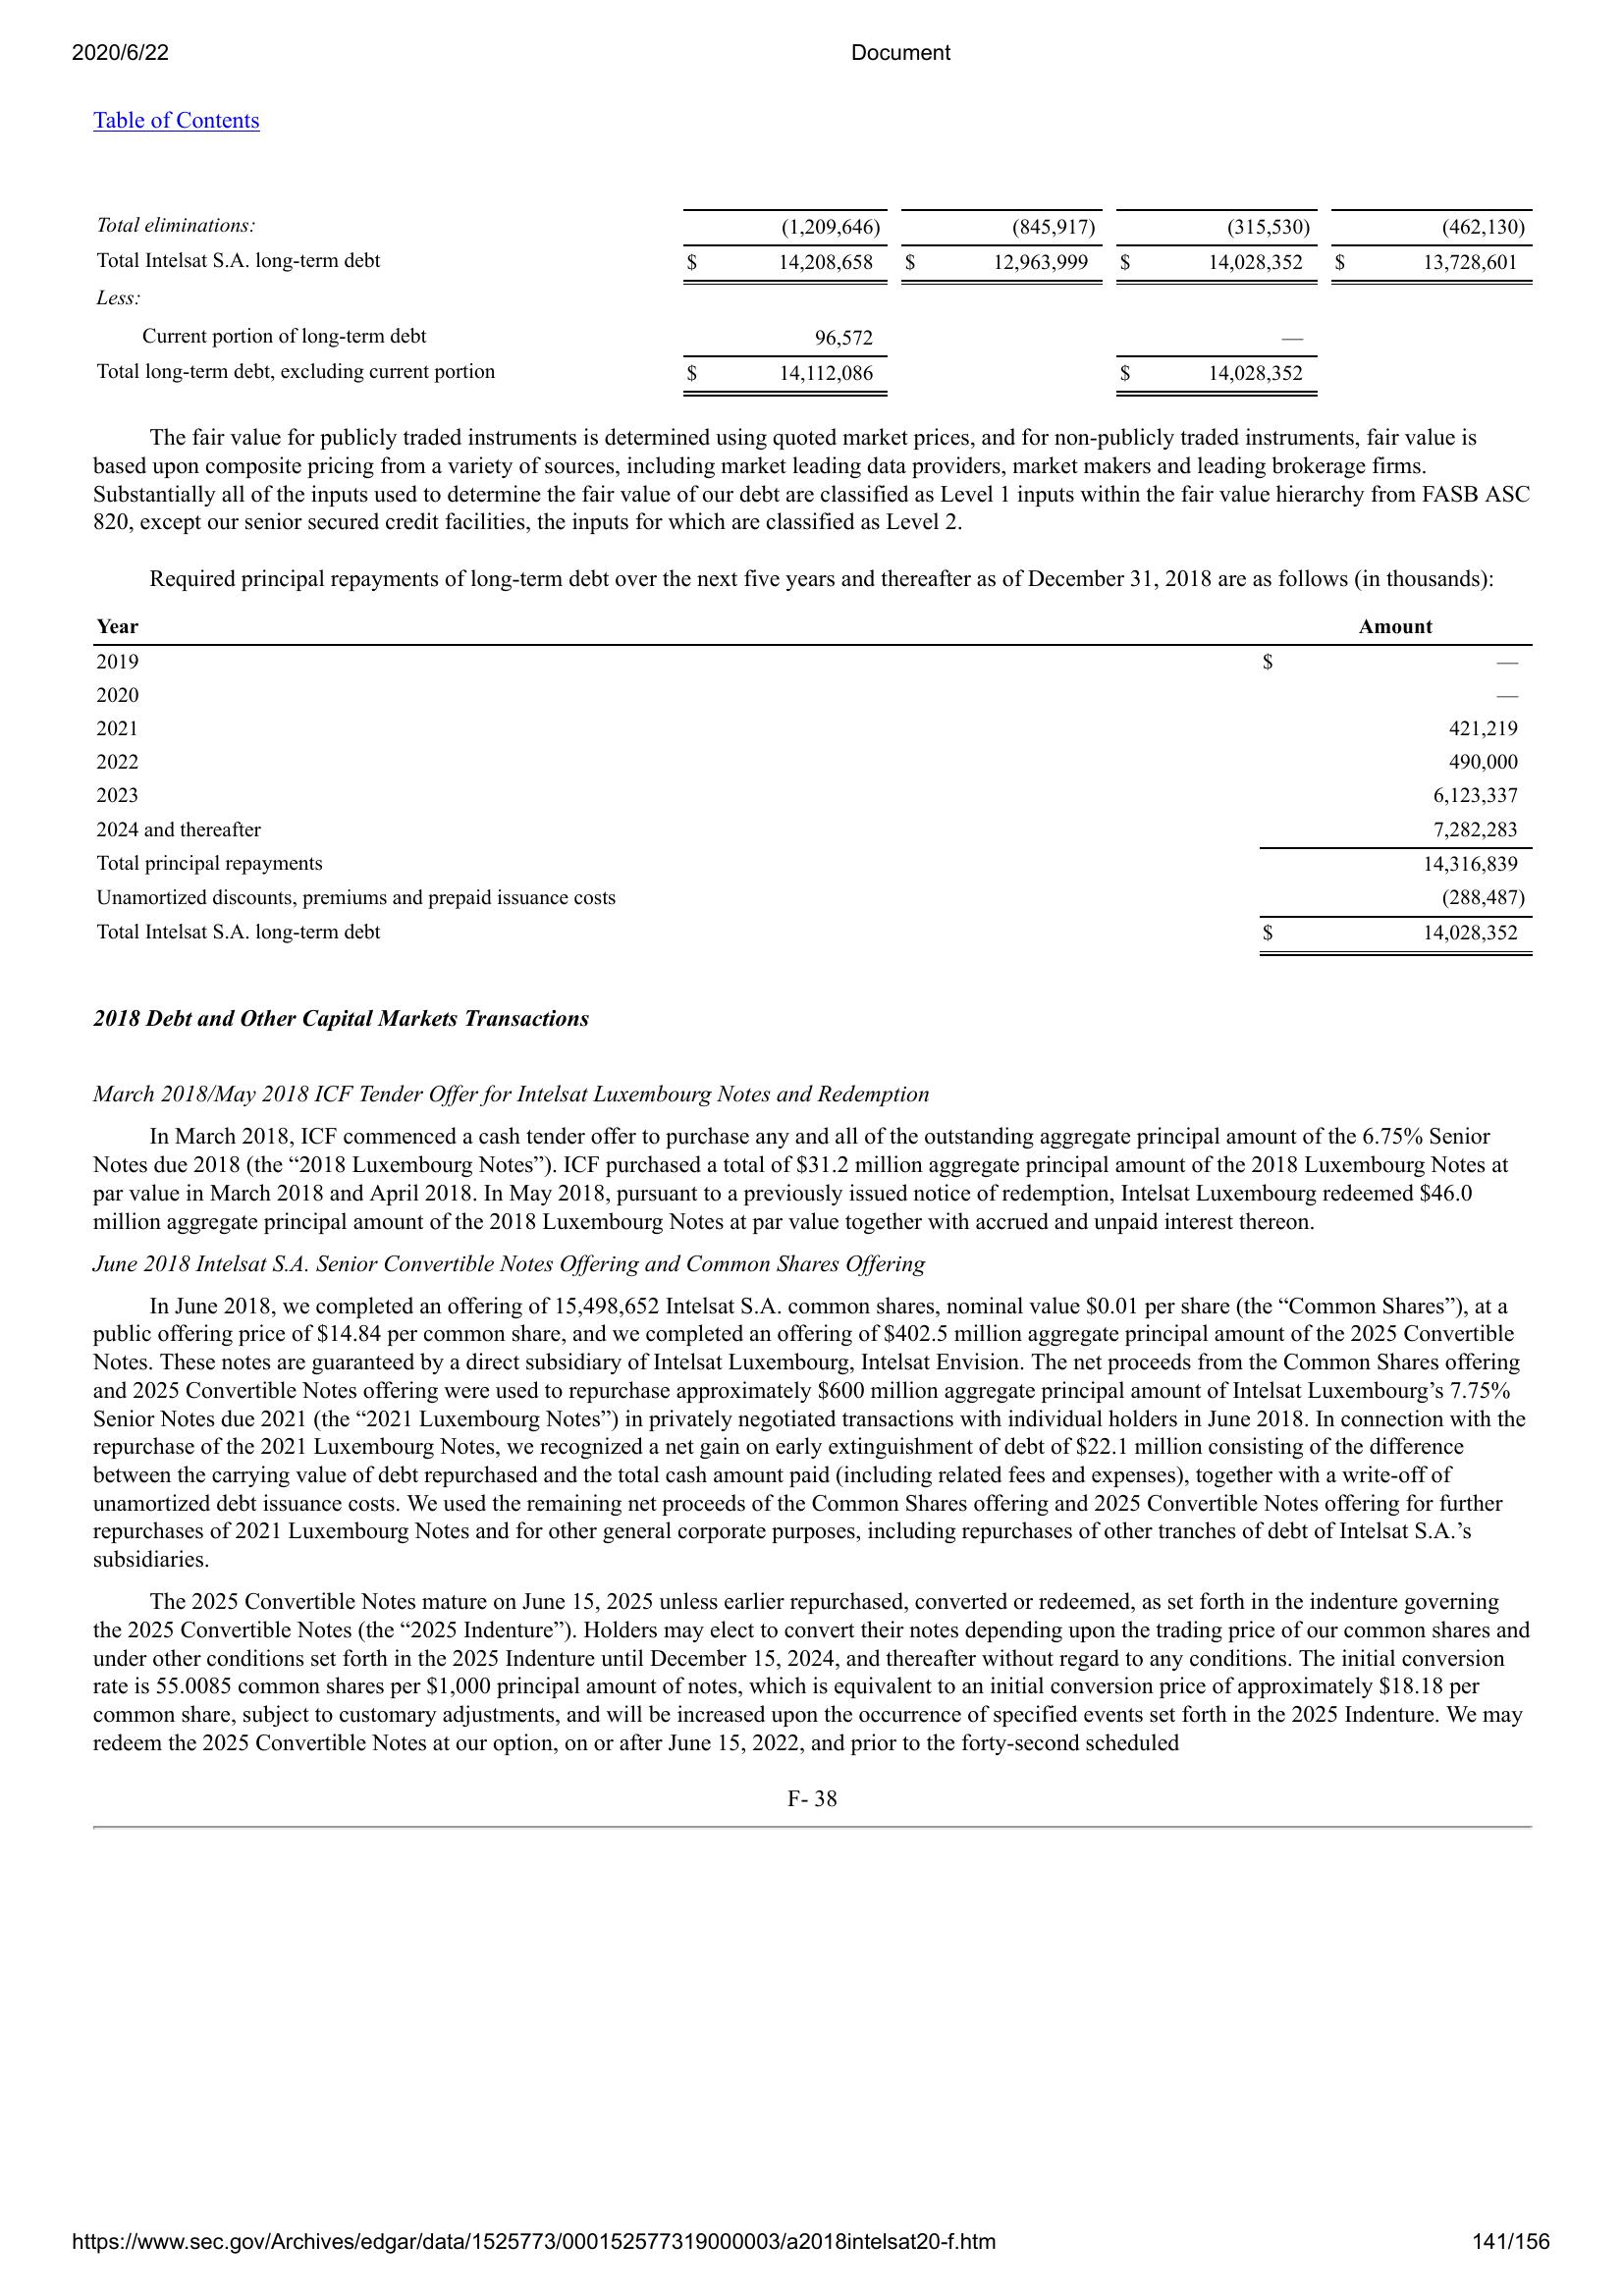 2020/6/22 Document
Table of Contents
Total eliminations: (1,209,646) (845,917) (315,530) (462,130)
Total Intelsat S.A. long-term debt $ 14,208,658 $ 12,963,999 $ 14,028,352 $ 13,728,601
Less:
Current portion of long-term debt 96,572 —
Total long-term debt, excluding current portion $ 14,112,086 $ 14,028,352
The fair value for publicly traded instruments is determined using quoted market prices, and for non-publicly traded instruments, fair value is
based upon composite pricing from a variety of sources, including market leading data providers, market makers and leading brokerage firms.
Substantially all of the inputs used to determine the fair value of our debt are classified as Level 1 inputs within the fair value hierarchy from FASB ASC
820, except our senior secured credit facilities, the inputs for which are classified as Level 2.
Required principal repayments of long-term debt over the next five years and thereafter as of December 31, 2018 are as follows (in thousands):
Year Amount
2019 $ —
2020 —
2021 421,219
2022 490,000
2023 6,123,337
2024 and thereafter 7,282,283
Total principal repayments 14,316,839
Unamortized discounts, premiums and prepaid issuance costs (288,487)
Total Intelsat S.A. long-term debt $ 14,028,352
2018 Debt and Other Capital Markets Transactions
March 2018/May 2018 ICF Tender Offer for Intelsat Luxembourg Notes and Redemption
In March 2018, ICF commenced a cash tender offer to purchase any and all of the outstanding aggregate principal amount of the 6.75% Senior
Notes due 2018 (the “2018 Luxembourg Notes”). ICF purchased a total of $31.2 million aggregate principal amount of the 2018 Luxembourg Notes at
par value in March 2018 and April 2018. In May 2018, pursuant to a previously issued notice of redemption, Intelsat Luxembourg redeemed $46.0
million aggregate principal amount of the 2018 Luxembourg Notes at par value together with accrued and unpaid interest thereon.
June 2018 Intelsat S.A. Senior Convertible Notes Offering and Common Shares Offering
In June 2018, we completed an offering of 15,498,652 Intelsat S.A. common shares, nominal value $0.01 per share (the “Common Shares”), at a
public offering price of $14.84 per common share, and we completed an offering of $402.5 million aggregate principal amount of the 2025 Convertible
Notes. These notes are guaranteed by a direct subsidiary of Intelsat Luxembourg, Intelsat Envision. The net proceeds from the Common Shares offering
and 2025 Convertible Notes offering were used to repurchase approximately $600 million aggregate principal amount of Intelsat Luxembourg’s 7.75%
Senior Notes due 2021 (the “2021 Luxembourg Notes”) in privately negotiated transactions with individual holders in June 2018. In connection with the
repurchase of the 2021 Luxembourg Notes, we recognized a net gain on early extinguishment of debt of $22.1 million consisting of the difference
between the carrying value of debt repurchased and the total cash amount paid (including related fees and expenses), together with a write-off of
unamortized debt issuance costs. We used the remaining net proceeds of the Common Shares offering and 2025 Convertible Notes offering for further
repurchases of 2021 Luxembourg Notes and for other general corporate purposes, including repurchases of other tranches of debt of Intelsat S.A.’s
subsidiaries.
The 2025 Convertible Notes mature on June 15, 2025 unless earlier repurchased, converted or redeemed, as set forth in the indenture governing
the 2025 Convertible Notes (the “2025 Indenture”). Holders may elect to convert their notes depending upon the trading price of our common shares and
under other conditions set forth in the 2025 Indenture until December 15, 2024, and thereafter without regard to any conditions. The initial conversion
rate is 55.0085 common shares per $1,000 principal amount of notes, which is equivalent to an initial conversion price of approximately $18.18 per
common share, subject to customary adjustments, and will be increased upon the occurrence of specified events set forth in the 2025 Indenture. We may
redeem the 2025 Convertible Notes at our option, on or after June 15, 2022, and prior to the forty-second scheduled
F- 38
https://www.sec.gov/Archives/edgar/data/1525773/000152577319000003/a2018intelsat20-f.htm 141/156